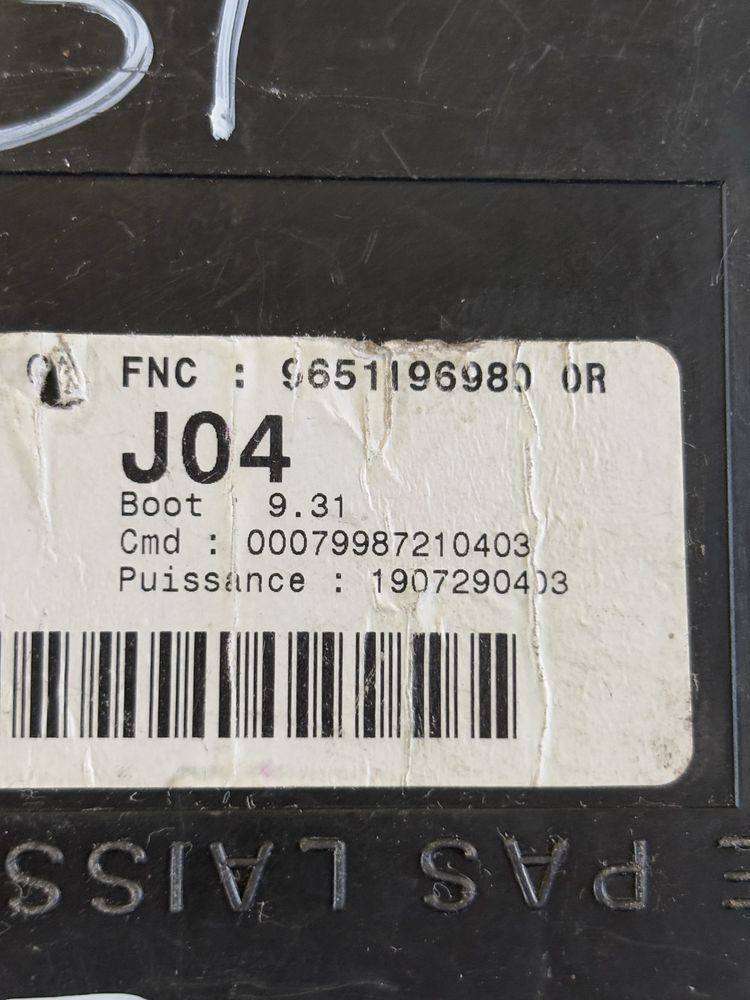 FNC : 9651196980 0R
J04
Boot : 9.31
Cmd : 00079987210403
Puissance : 1907290403
E PAS LAISS